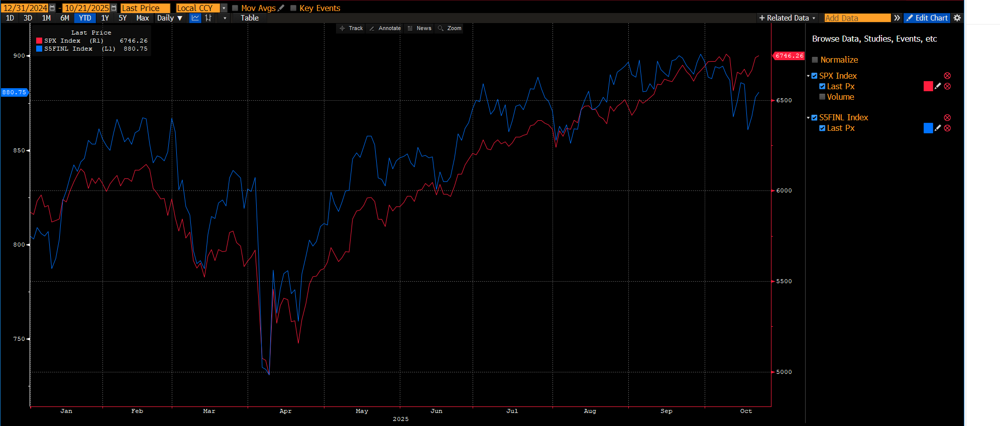 12/31/2024 - 10/21/2025 Last Price Local CCY Mov Avgs Key Events
1D 3D 1M 6M YTD 1Y 5Y Max Daily ▼ Table + Related Data Add Data » Edit Chart
Track Annotate News Zoom
Last Price
SPX Index (R1) 6746.26
S5FINL Index (L1) 880.75
900
850
800
750
880.75
6746.26
6500
6000
5500
5000
Jan Feb Mar Apr May Jun Jul Aug Sep Oct
2025
Browse Data, Studies, Events, etc
Normalize
SPX Index
Last Px
Volume
S5FINL Index
Last Px